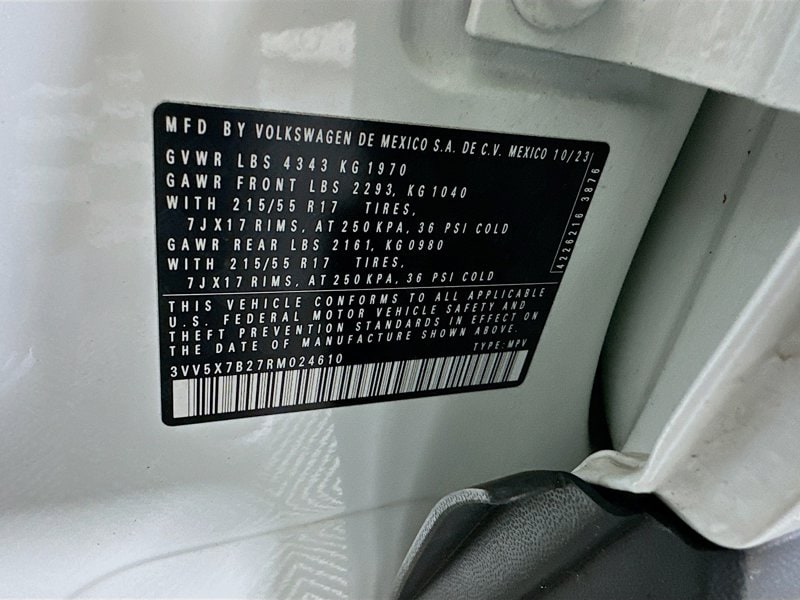 MFD BY VOLKSWAGEN DE MEXICO S.A. DE C.V. MEXICO 10/23
GVWR LBS 4343 KG 1970
GAWR FRONT LBS 2293, KG 1040
WITH 215/55 R17 TIRES,
7JX17 RIMS, AT 250 KPA, 36 PSI COLD
GAWR REAR LBS 2161, KG 0980
WITH 215/55 R17 TIRES,
7JX17 RIMS, AT 250 KPA, 36 PSI COLD
4226216 3876
THIS VEHICLE CONFORMS TO ALL APPLICABLE
U.S. FEDERAL MOTOR VEHICLE SAFETY AND
THEFT PREVENTION STANDARDS IN EFFECT ON
THE DATE OF MANUFACTURE SHOWN ABOVE.
TYPE: MPV
3VV5X7B27RM024610